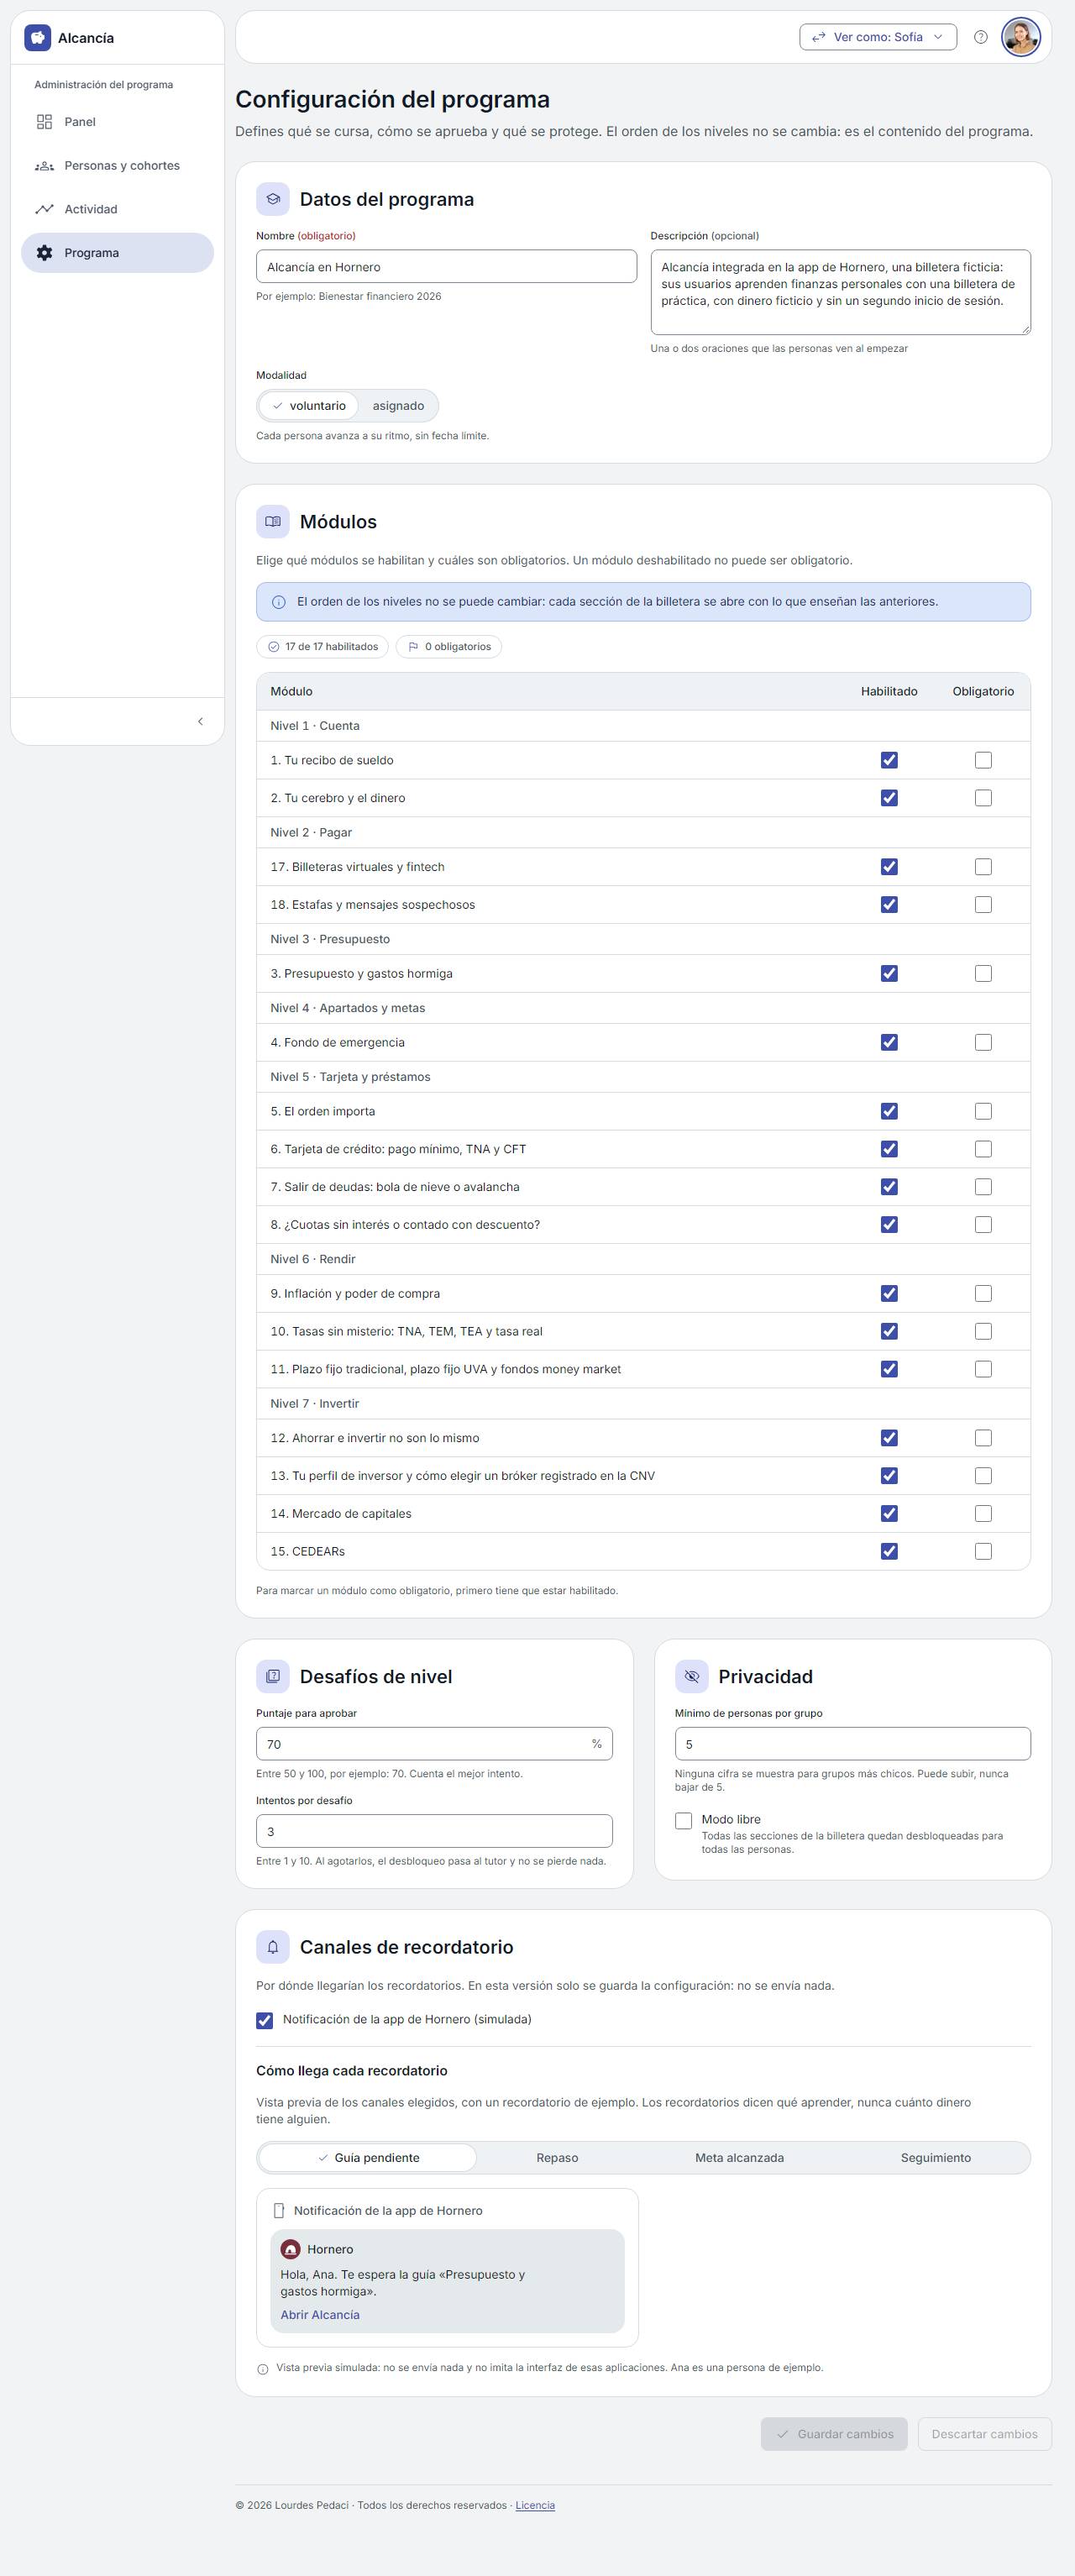 Alcancía
Ver como: Sofía
Administración del programa
Panel
Personas y cohortes
Actividad
Programa
Configuración del programa
Defines qué se cursa, cómo se aprueba y qué se protege. El orden de los niveles no se cambia: es el contenido del programa.
Datos del programa
Nombre (obligatorio)
Alcancía en Hornero
Por ejemplo: Bienestar financiero 2026
Descripción (opcional)
Alcancía integrada en la app de Hornero, una billetera ficticia:
sus usuarios aprenden finanzas personales con una billetera de
práctica, con dinero ficticio y sin un segundo inicio de sesión.
Una o dos oraciones que las personas ven al empezar
Modalidad
voluntario asignado
Cada persona avanza a su ritmo, sin fecha límite.
Módulos
Elige qué módulos se habilitan y cuáles son obligatorios. Un módulo deshabilitado no puede ser obligatorio.
El orden de los niveles no se puede cambiar: cada sección de la billetera se abre con lo que enseñan las anteriores.
17 de 17 habilitados 0 obligatorios
Módulo Habilitado Obligatorio
Nivel 1 · Cuenta
1. Tu recibo de sueldo
2. Tu cerebro y el dinero
Nivel 2 · Pagar
17. Billeteras virtuales y fintech
18. Estafas y mensajes sospechosos
Nivel 3 · Presupuesto
3. Presupuesto y gastos hormiga
Nivel 4 · Apartados y metas
4. Fondo de emergencia
Nivel 5 · Tarjeta y préstamos
5. El orden importa
6. Tarjeta de crédito: pago mínimo, TNA y CFT
7. Salir de deudas: bola de nieve o avalancha
8. ¿Cuotas sin interés o contado con descuento?
Nivel 6 · Rendir
9. Inflación y poder de compra
10. Tasas sin misterio: TNA, TEM, TEA y tasa real
11. Plazo fijo tradicional, plazo fijo UVA y fondos money market
Nivel 7 · Invertir
12. Ahorrar e invertir no son lo mismo
13. Tu perfil de inversor y cómo elegir un bróker registrado en la CNV
14. Mercado de capitales
15. CEDEARs
Para marcar un módulo como obligatorio, primero tiene que estar habilitado.
Desafíos de nivel
Puntaje para aprobar
70 %
Entre 50 y 100, por ejemplo: 70. Cuenta el mejor intento.
Intentos por desafío
3
Entre 1 y 10. Al agotarlos, el desbloqueo pasa al tutor y no se pierde nada.
Privacidad
Mínimo de personas por grupo
5
Ninguna cifra se muestra para grupos más chicos. Puede subir, nunca
bajar de 5.
Modo libre
Todas las secciones de la billetera quedan desbloqueadas para
todas las personas.
Canales de recordatorio
Por dónde llegarían los recordatorios. En esta versión solo se guarda la configuración: no se envía nada.
Notificación de la app de Hornero (simulada)
Cómo llega cada recordatorio
Vista previa de los canales elegidos, con un recordatorio de ejemplo. Los recordatorios dicen qué aprender, nunca cuánto dinero
tiene alguien.
Guía pendiente Repaso Meta alcanzada Seguimiento
Notificación de la app de Hornero
Hornero
Hola, Ana. Te espera la guía «Presupuesto y
gastos hormiga».
Abrir Alcancía
Vista previa simulada: no se envía nada y no imita la interfaz de esas aplicaciones. Ana es una persona de ejemplo.
Guardar cambios Descartar cambios
© 2026 Lourdes Pedaci · Todos los derechos reservados · Licencia